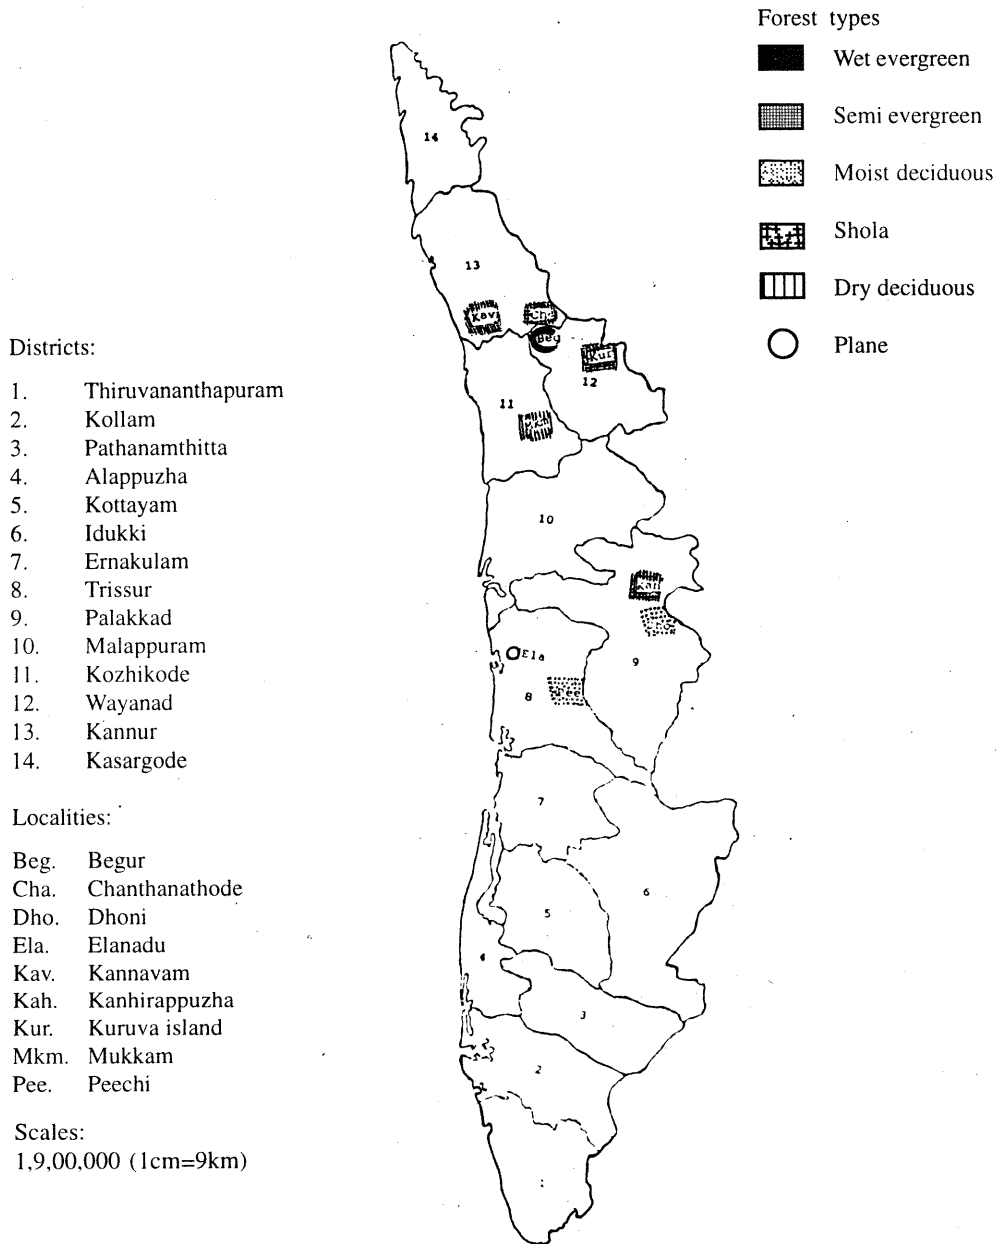 Forest types
Wet evergreen
Semi evergreen
Moist deciduous
Shola
Dry deciduous
Plane
Districts:
1. Thiruvananthapuram
2. Kollam
3. Pathanamthitta
4. Alappuzha
5. Kottayam
6. Idukki
7. Ernakulam
8. Trissur
9. Palakkad
10. Malappuram
11. Kozhikode
12. Wayanad
13. Kannur
14. Kasargode
Localities:
Beg. Begur
Cha. Chanthanathode
Dho. Dhoni
Ela. Elanadu
Kav. Kannavam
Kah. Kanhirappuzha
Kur. Kuruva island
Mkm. Mukkam
Pee. Peechi
Scales:
1,9,00,000 (1cm=9km)
14
13
Kav
Cha
Beg
Kur
12
11
Mkm
10
9
Ela
8
Pee
7
6
5
4
3
2
1